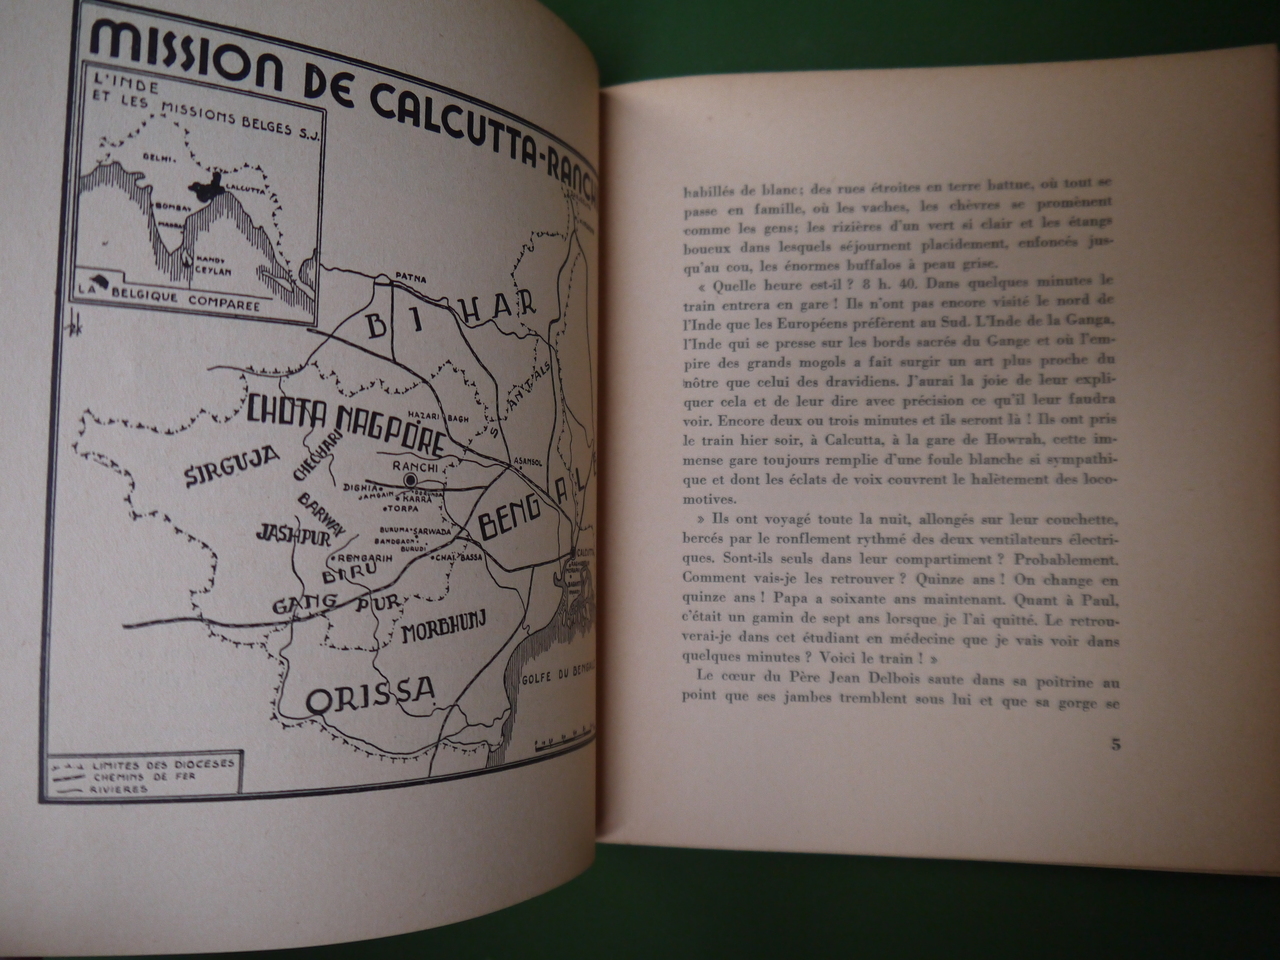 MISSION DE CALCUTTA-RANCH
L'INDE
ET LES MISSIONS BELGES S.J.
DELHI
CALCUTTA
BOMBAY
MADRAS
KANDY
CEYLAN
LA BELGIQUE COMPAREE
PATNA
BIHAR
SANTALS
CHOTA NAGPORE
HAZARI BAGH
SIRGUJA
CHECHARI
RANCHI
ASANSOL
DIGHIA
JAMGAIN
KARRA
TORPA
BARWAY
BENGAL
JASHPUR
BURUMA
SARWADA
BANDGAON
BURUDI
CALCUTTA
RENGARIH
CHAIBASSA
BIRU
GANGPUR
MORBHUNJ
GOLFE DU BENGAL
ORISSA
LIMITES DES DIOCESES
CHEMINS DE FER
RIVIERES
habillés de blanc; des rues étroites en terre battue, où tout se
passe en famille, où les vaches, les chèvres se promènent
comme les gens; les rizières d'un vert si clair et les étangs
boueux dans lesquels séjournent placidement, enfoncés jus-
qu'au cou, les énormes buffalos à peau grise.
« Quelle heure est-il ? 8 h. 40. Dans quelques minutes le
train entrera en gare ! Ils n'ont pas encore visité le nord de
l'Inde que les Européens préfèrent au Sud. L'Inde de la Ganga,
l'Inde qui se presse sur les bords sacrés du Gange et où l'em-
pire des grands mogols a fait surgir un art plus proche du
nôtre que celui des dravidiens. J'aurai la joie de leur expli-
quer cela et de leur dire avec précision ce qu'il leur faudra
voir. Encore deux ou trois minutes et ils seront là ! Ils ont pris
le train hier soir, à Calcutta, à la gare de Howrah, cette im-
mense gare toujours remplie d'une foule blanche si sympathi-
que et dont les éclats de voix couvrent le halètement des loco-
motives.
» Ils ont voyagé toute la nuit, allongés sur leur couchette,
bercés par le ronflement rythmé des deux ventilateurs électri-
ques. Sont-ils seuls dans leur compartiment ? Probablement.
Comment vais-je les retrouver ? Quinze ans ! On change en
quinze ans ! Papa a soixante ans maintenant. Quant à Paul,
c'était un gamin de sept ans lorsque je l'ai quitté. Le retrou-
verai-je dans cet étudiant en médecine que je vais voir dans
quelques minutes ? Voici le train ! »
Le cœur du Père Jean Delbois saute dans sa poitrine au
point que ses jambes tremblent sous lui et que sa gorge se
5